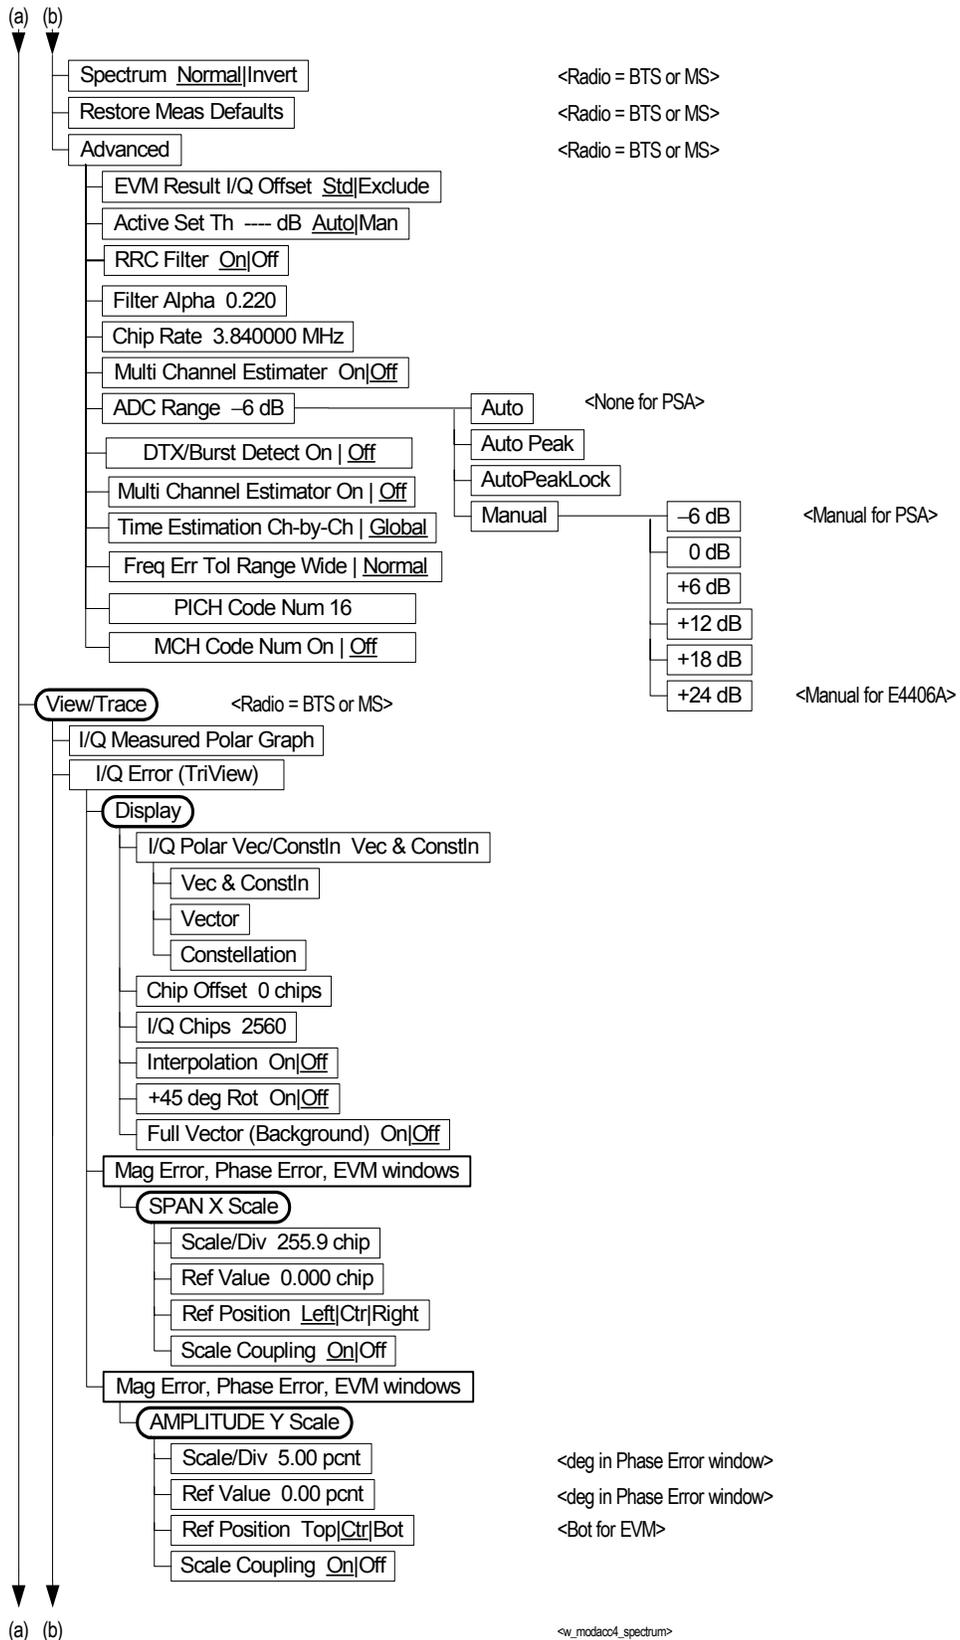 (a) (b)
Spectrum Normal|Invert <Radio = BTS or MS>
Restore Meas Defaults <Radio = BTS or MS>
Advanced <Radio = BTS or MS>
EVM Result I/Q Offset Std|Exclude
Active Set Th ---- dB Auto|Man
RRC Filter On|Off
Filter Alpha 0.220
Chip Rate 3.840000 MHz
Multi Channel Estimater On|Off
ADC Range –6 dB Auto <None for PSA>
DTX/Burst Detect On | Off Auto Peak
AutoPeakLock
Multi Channel Estimator On | Off
Manual –6 dB <Manual for PSA>
Time Estimation Ch-by-Ch | Global
0 dB
Freq Err Tol Range Wide | Normal
+6 dB
PICH Code Num 16
+12 dB
MCH Code Num On | Off
+18 dB
+24 dB <Manual for E4406A>
View/Trace <Radio = BTS or MS>
I/Q Measured Polar Graph
I/Q Error (TriView)
Display
I/Q Polar Vec/Constln Vec & Constln
Vec & Constln
Vector
Constellation
Chip Offset 0 chips
I/Q Chips 2560
Interpolation On|Off
+45 deg Rot On|Off
Full Vector (Background) On|Off
Mag Error, Phase Error, EVM windows
SPAN X Scale
Scale/Div 255.9 chip
Ref Value 0.000 chip
Ref Position Left|Ctr|Right
Scale Coupling On|Off
Mag Error, Phase Error, EVM windows
AMPLITUDE Y Scale
Scale/Div 5.00 pcnt <deg in Phase Error window>
Ref Value 0.00 pcnt <deg in Phase Error window>
Ref Position Top|Ctr|Bot <Bot for EVM>
Scale Coupling On|Off
(a) (b) <w_modacc4_spectrum>